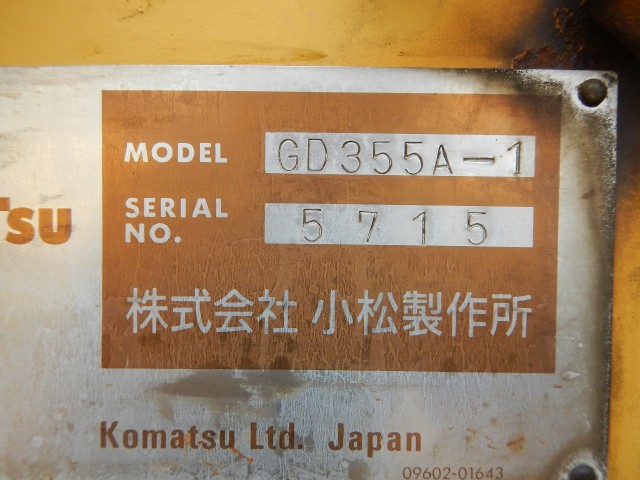 MODEL GD355A-1
SERIAL
NO. 5715
TSU
株式会社 小松製作所
Komatsu Ltd. Japan
09602-01643